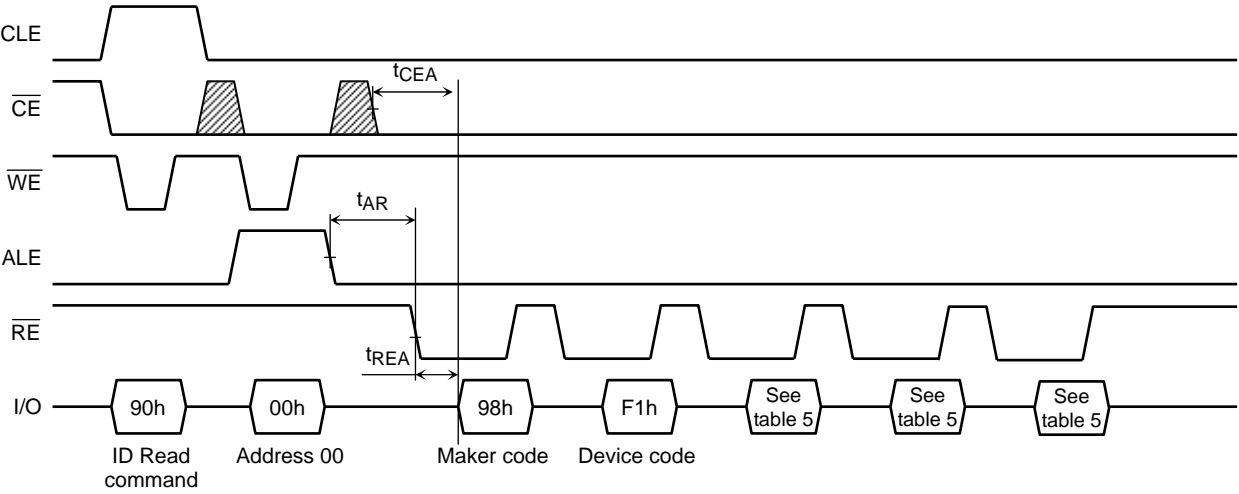 CLE
tCEA
CE
WE
tAR
ALE
RE
tREA
I/O
90h
00h
98h
F1h
See
table 5
See
table 5
See
table 5
ID Read
command
Address 00
Maker code
Device code